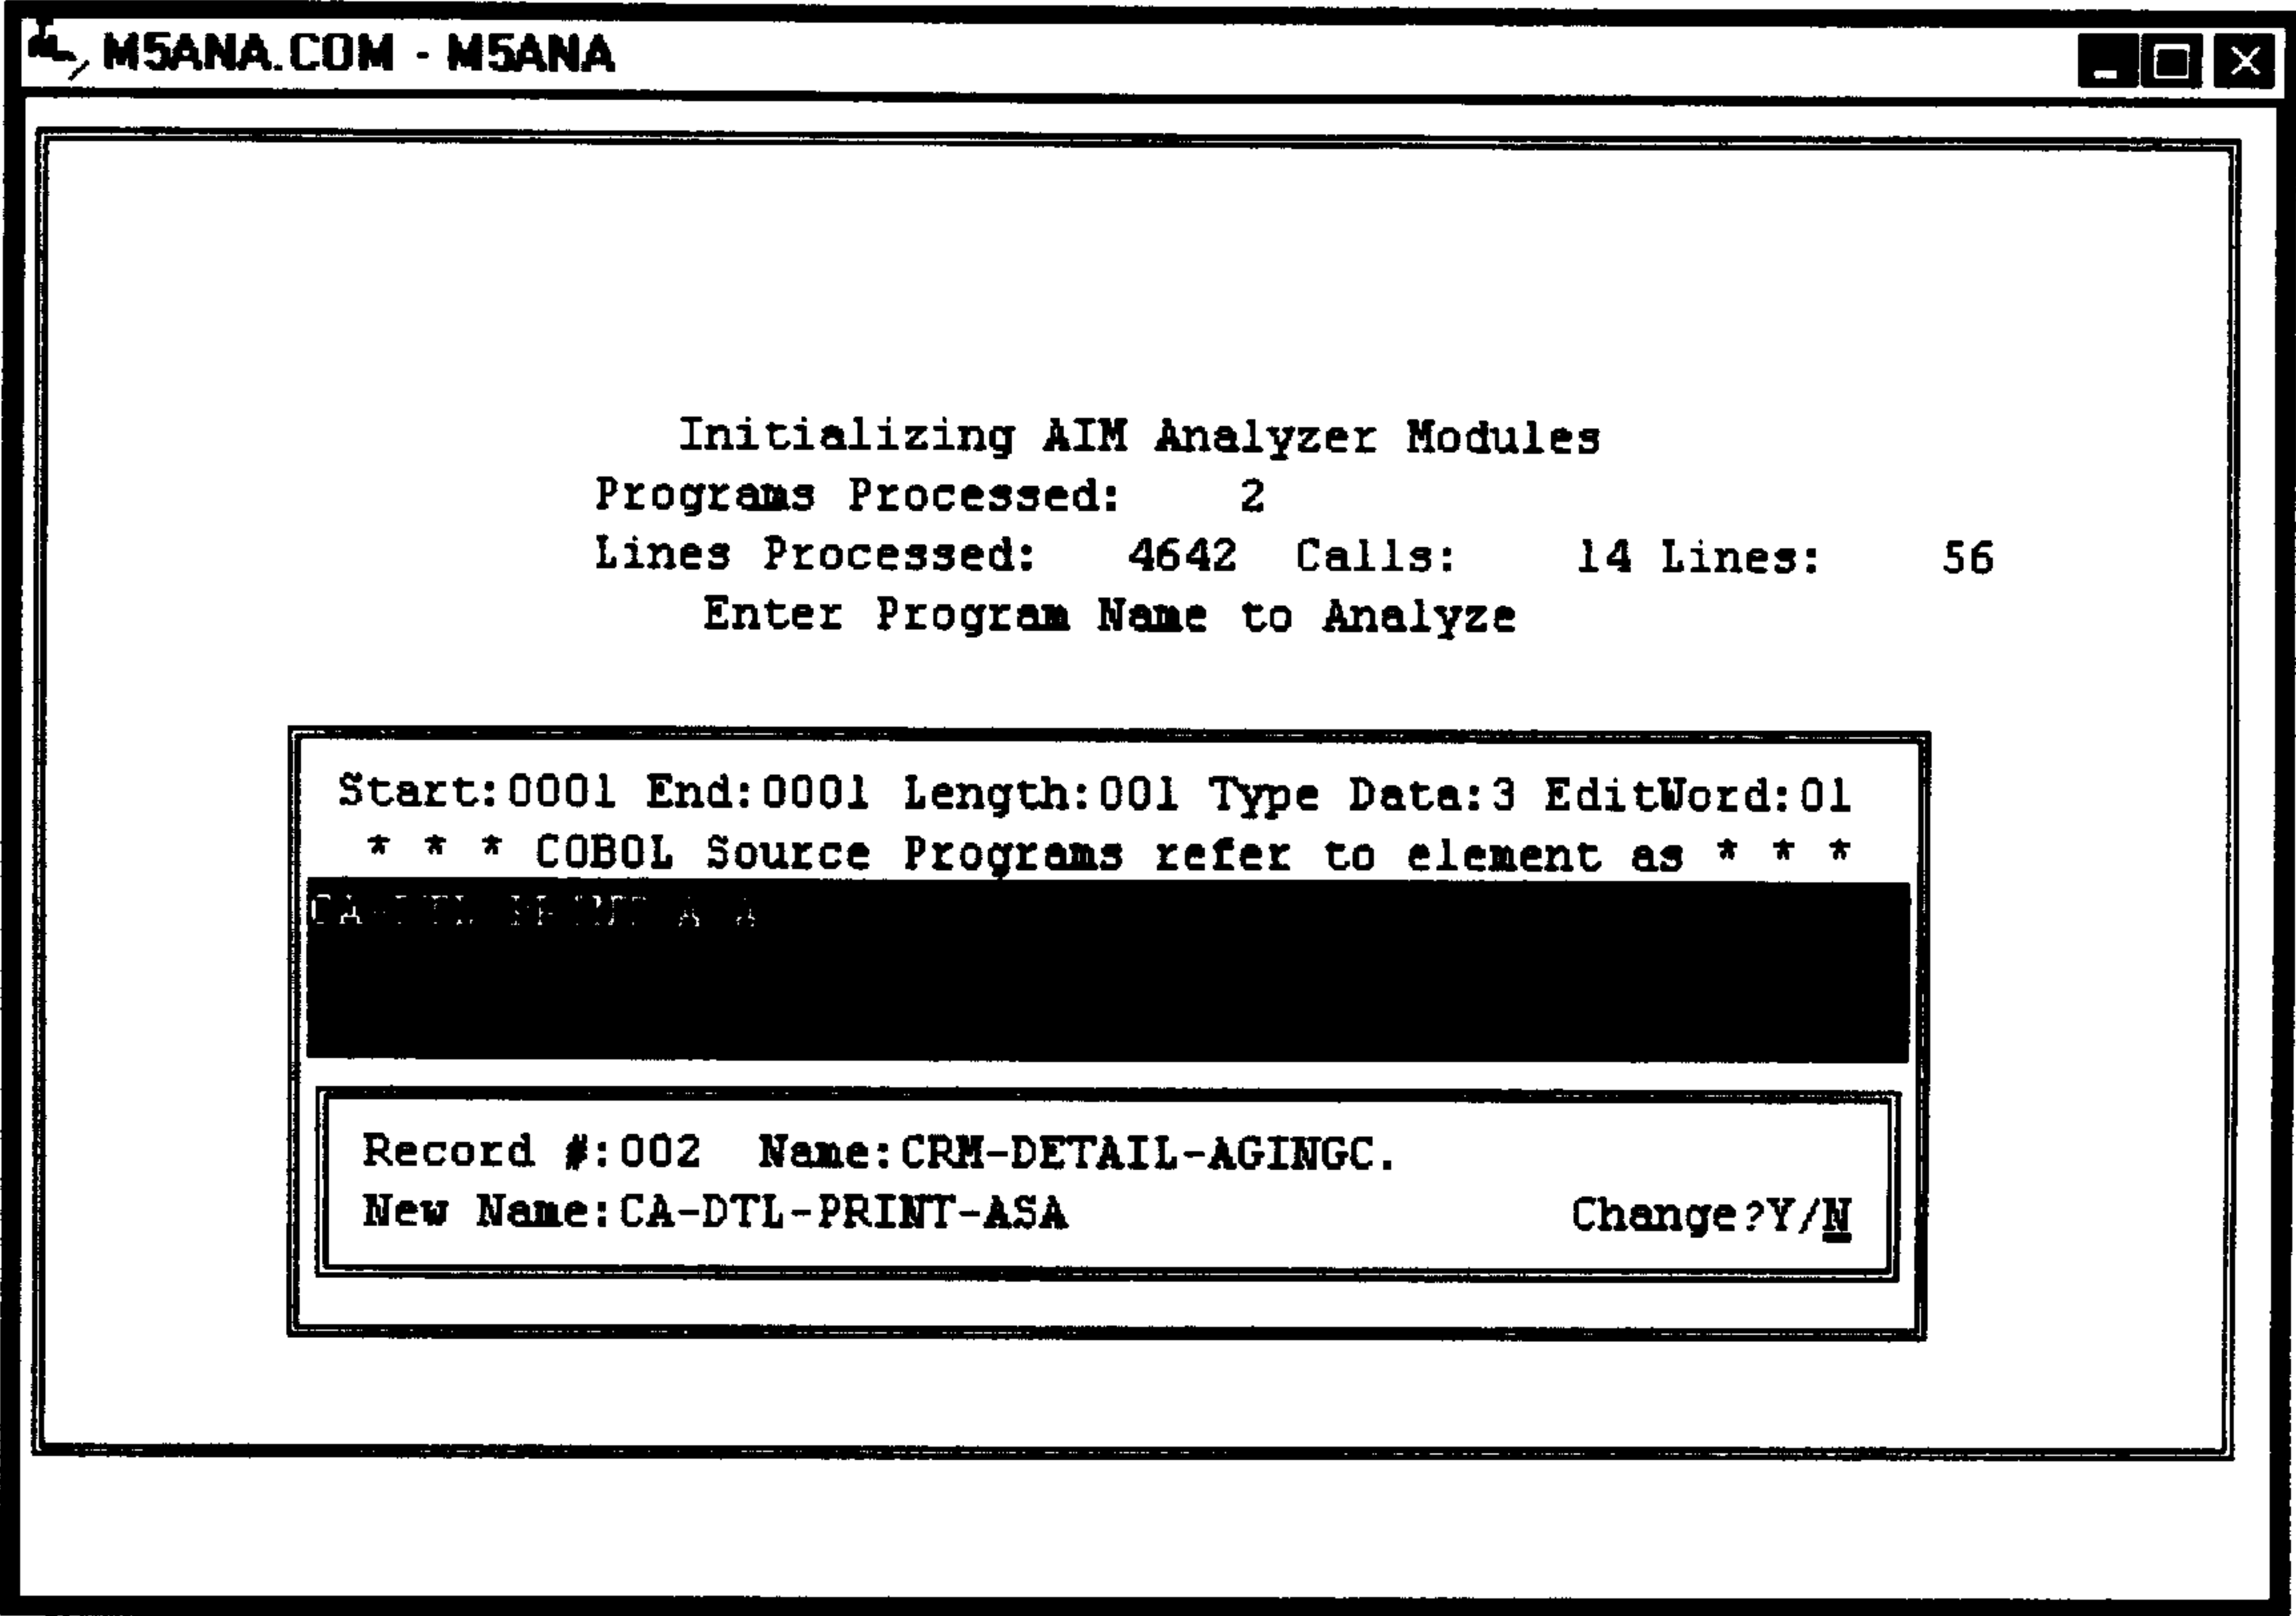 M5ANA.COM - M5ANA
Initializing AIM Analyzer Modules
Programs Processed: 2
Lines Processed: 4642 Calls: 14 Lines: 56
Enter Program Name to Analyze
Start:0001 End:0001 Length:001 Type Data:3 EditWord:01
* * * COBOL Source Programs refer to element as * * *
Record #:002 Name:CRM-DETAIL-AGINGC.
New Name:CA-DTL-PRINT-ASA Change?Y/N